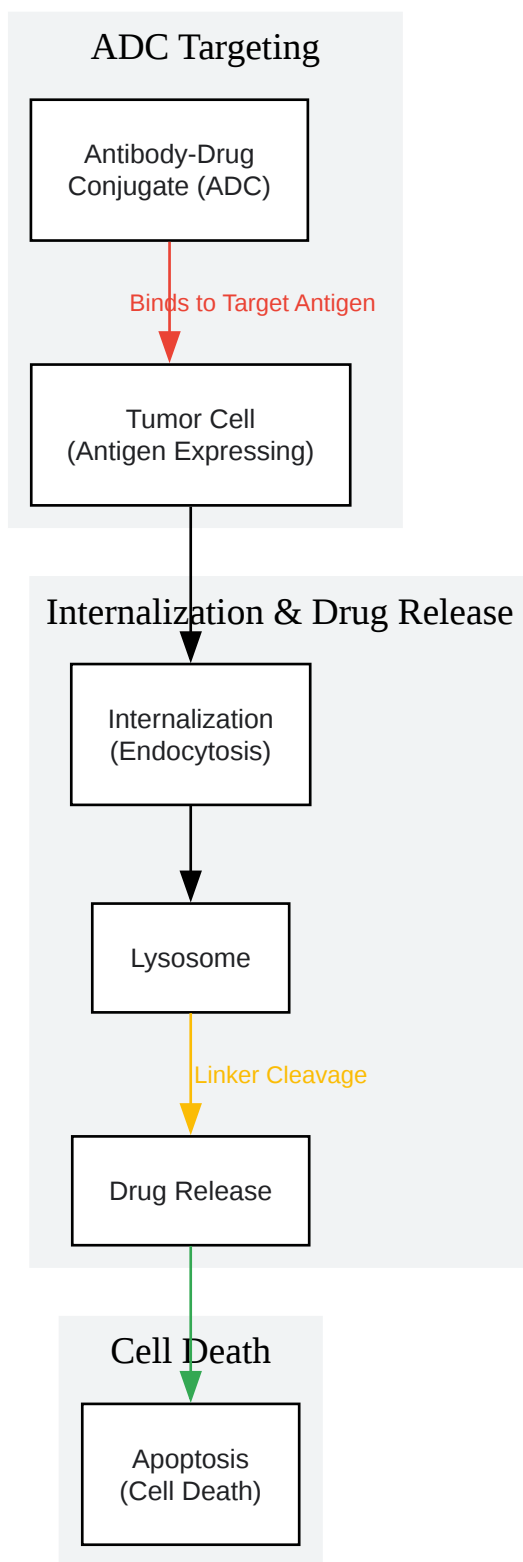 ADC Targeting
Antibody-Drug
Conjugate (ADC)
Binds to Target Antigen
Tumor Cell
(Antigen Expressing)
Internalization & Drug Release
Internalization
(Endocytosis)
Lysosome
Linker Cleavage
Drug Release
Cell Death
Apoptosis
(Cell Death)